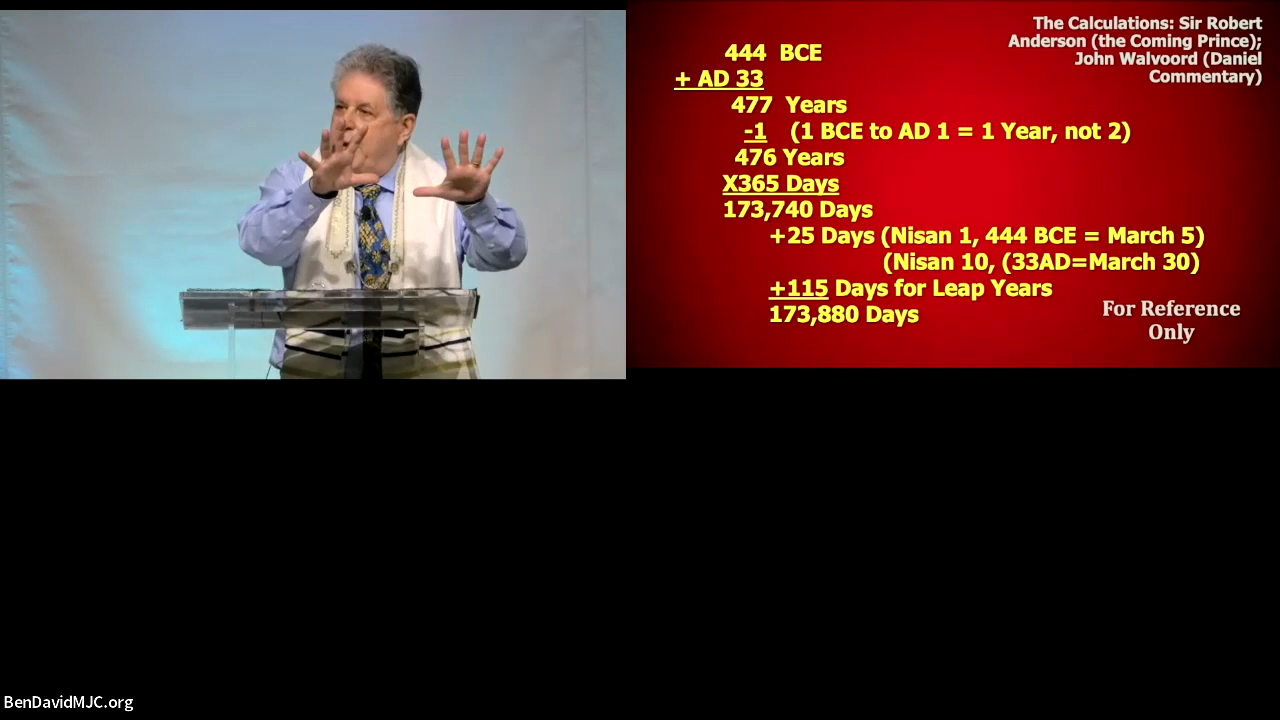 The Calculations: Sir Robert
Anderson (the Coming Prince);
John Walvoord (Daniel
Commentary)
444 BCE
+ AD 33
477 Years
-1 (1 BCE to AD 1 = 1 Year, not 2)
476 Years
X365 Days
173,740 Days
+25 Days (Nisan 1, 444 BCE = March 5)
(Nisan 10, (33AD=March 30)
+115 Days for Leap Years
173,880 Days
For Reference
Only
BenDavidMJC.org